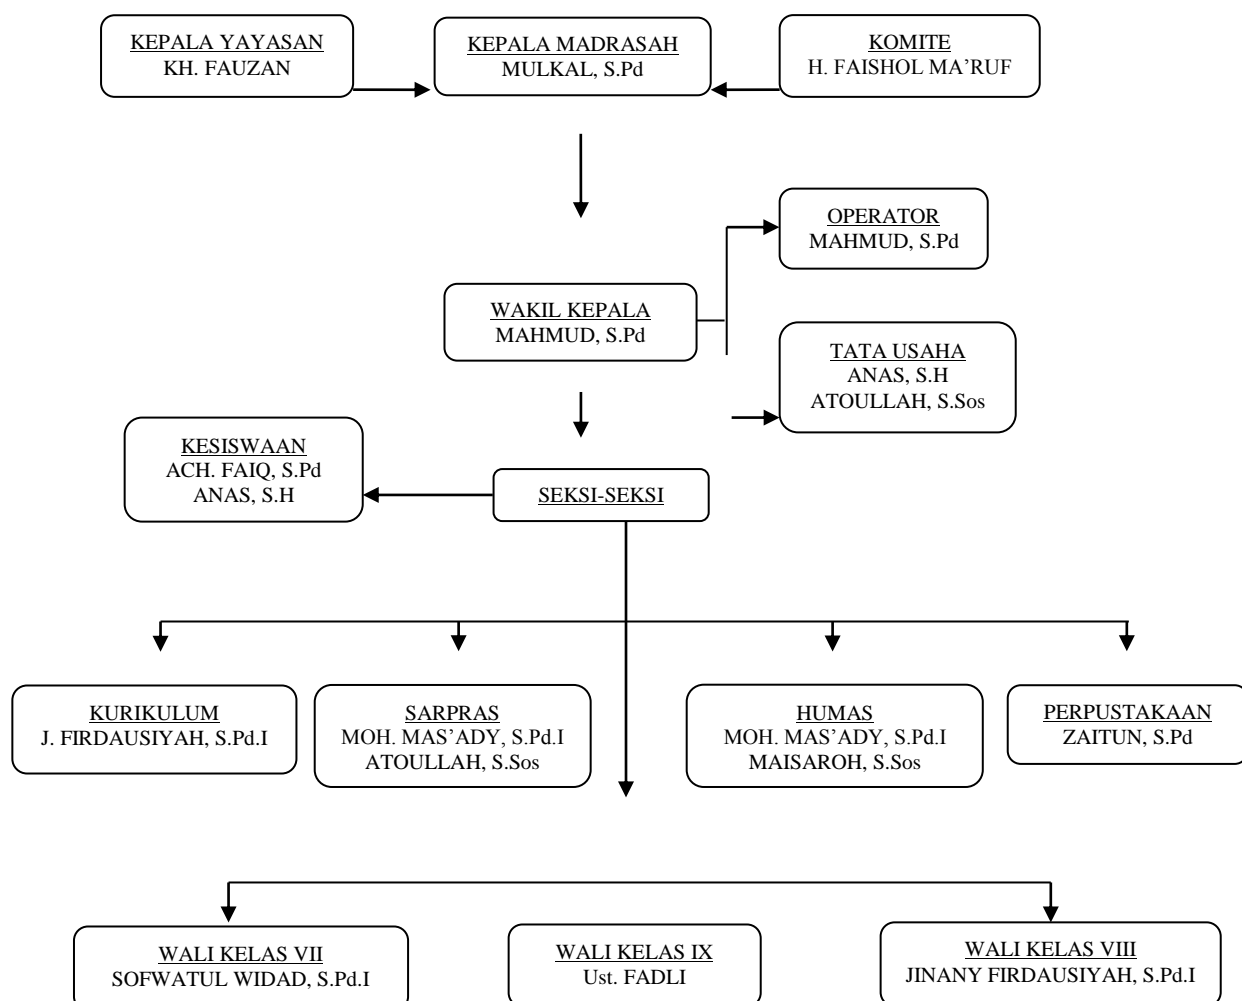 KEPALA YAYASAN
KH. FAUZAN
KEPALA MADRASAH
MULKAL, S.Pd
KOMITE
H. FAISHOL MA’RUF
OPERATOR
MAHMUD, S.Pd
WAKIL KEPALA
MAHMUD, S.Pd
TATA USAHA
ANAS, S.H
ATOULLAH, S.Sos
KESISWAAN
ACH. FAIQ, S.Pd
ANAS, S.H
SEKSI-SEKSI
KURIKULUM
J. FIRDAUSIYAH, S.Pd.I
SARPRAS
MOH. MAS’ADY, S.Pd.I
ATOULLAH, S.Sos
HUMAS
MOH. MAS’ADY, S.Pd.I
MAISAROH, S.Sos
PERPUSTAKAAN
ZAITUN, S.Pd
WALI KELAS VII
SOFWATUL WIDAD, S.Pd.I
WALI KELAS IX
Ust. FADLI
WALI KELAS VIII
JINANY FIRDAUSIYAH, S.Pd.I